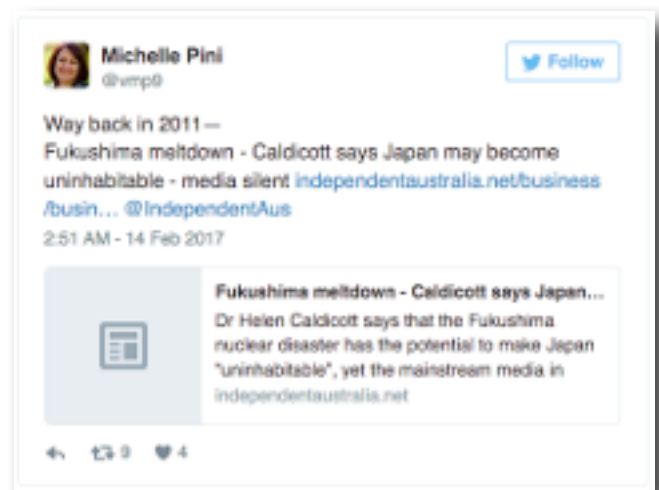 Michelle Pini
@vmp9
Follow
Way back in 2011—
Fukushima meltdown - Caldicott says Japan may become
uninhabitable - media silent independentaustralia.net/business
/busin... @IndependentAus
2:51 AM - 14 Feb 2017
Fukushima meltdown - Caldicott says Japan...
Dr Helen Caldicott says that the Fukushima
nuclear disaster has the potential to make Japan
"uninhabitable", yet the mainstream media in
independentaustralia.net
9 4